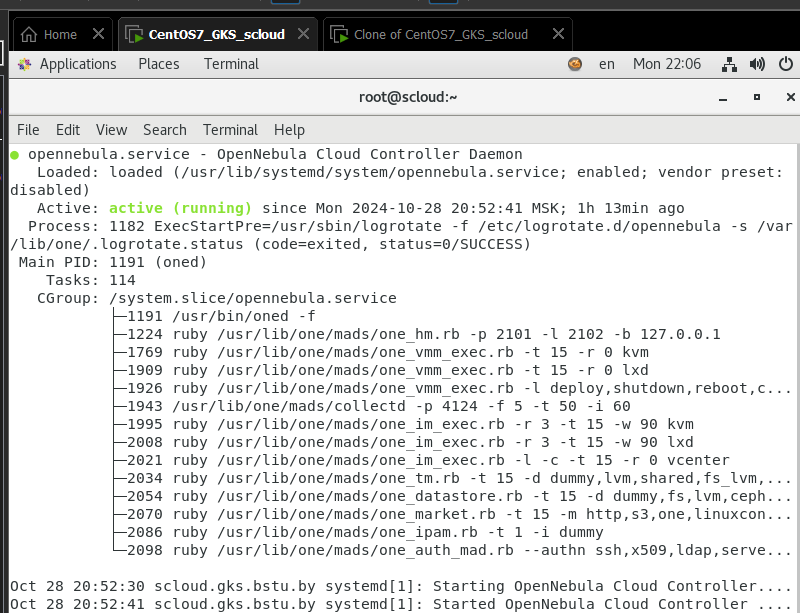 Home
CentOS7_GKS_scloud
Clone of CentOS7_GKS_scloud
Applications Places Terminal en Mon 22:06
root@scloud:~
File Edit View Search Terminal Help
● opennebula.service - OpenNebula Cloud Controller Daemon
   Loaded: loaded (/usr/lib/systemd/system/opennebula.service; enabled; vendor preset:
disabled)
   Active: active (running) since Mon 2024-10-28 20:52:41 MSK; 1h 13min ago
  Process: 1182 ExecStartPre=/usr/sbin/logrotate -f /etc/logrotate.d/opennebula -s /var
/lib/one/.logrotate.status (code=exited, status=0/SUCCESS)
 Main PID: 1191 (oned)
    Tasks: 114
   CGroup: /system.slice/opennebula.service
           ├─1191 /usr/bin/oned -f
           ├─1224 ruby /usr/lib/one/mads/one_hm.rb -p 2101 -l 2102 -b 127.0.0.1
           ├─1769 ruby /usr/lib/one/mads/one_vmm_exec.rb -t 15 -r 0 kvm
           ├─1909 ruby /usr/lib/one/mads/one_vmm_exec.rb -t 15 -r 0 lxd
           ├─1926 ruby /usr/lib/one/mads/one_vmm_exec.rb -l deploy,shutdown,reboot,c...
           ├─1943 /usr/lib/one/mads/collectd -p 4124 -f 5 -t 50 -i 60
           ├─1995 ruby /usr/lib/one/mads/one_im_exec.rb -r 3 -t 15 -w 90 kvm
           ├─2008 ruby /usr/lib/one/mads/one_im_exec.rb -r 3 -t 15 -w 90 lxd
           ├─2021 ruby /usr/lib/one/mads/one_im_exec.rb -l -c -t 15 -r 0 vcenter
           ├─2034 ruby /usr/lib/one/mads/one_tm.rb -t 15 -d dummy,lvm,shared,fs_lvm,...
           ├─2054 ruby /usr/lib/one/mads/one_datastore.rb -t 15 -d dummy,fs,lvm,ceph...
           ├─2070 ruby /usr/lib/one/mads/one_market.rb -t 15 -m http,s3,one,linuxcon...
           ├─2086 ruby /usr/lib/one/mads/one_ipam.rb -t 1 -i dummy
           └─2098 ruby /usr/lib/one/mads/one_auth_mad.rb --authn ssh,x509,ldap,serve...
Oct 28 20:52:30 scloud.gks.bstu.by systemd[1]: Starting OpenNebula Cloud Controller....
Oct 28 20:52:41 scloud.gks.bstu.by systemd[1]: Started OpenNebula Cloud Controller ....